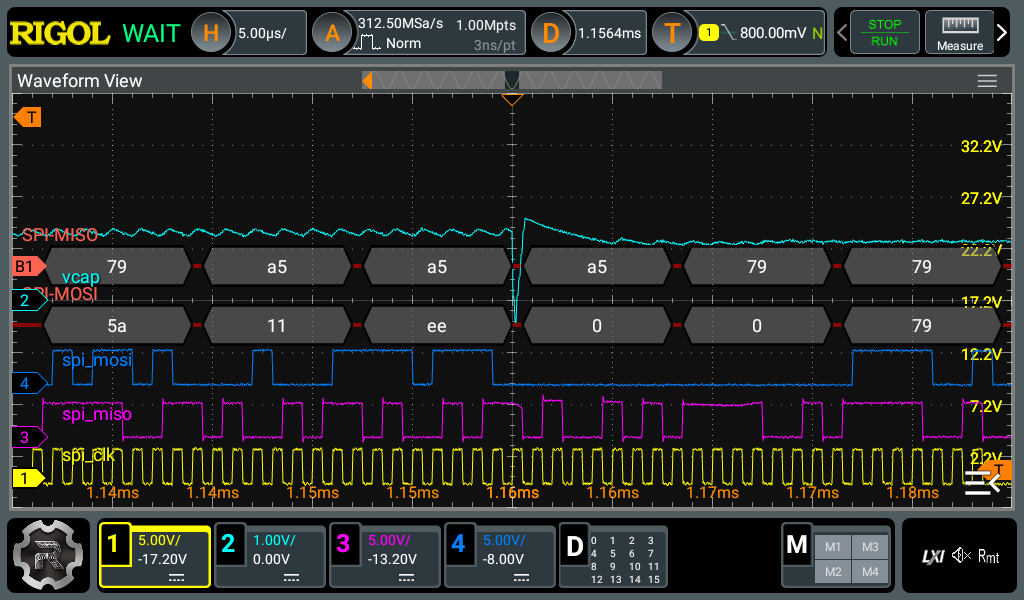 RIGOL WAIT H 5.00μs/ A 312.50MSa/s 1.00Mpts D 1.1564ms T 1 800.00mV N STOP
Norm 3ns/pt RUN Measure
Waveform View
T
32.2V
27.2V
SPI-MISO
22.2V
B1 79 a5 a5 a5 79 79
vcap
SPI-MOSI
2 17.2V
5a 11 ee 0 0 79
12.2V
spi_mosi
4
7.2V
spi_miso
3
spi_clk 2.2V
T
1
1.14ms 1.14ms 1.15ms 1.15ms 1.16ms 1.16ms 1.17ms 1.17ms 1.18ms
R
1 5.00V/ 2 1.00V/ 3 5.00V/ 4 5.00V/ D 0 1 2 3 M M1 M3
-17.20V 0.00V -13.20V -8.00V 4 5 6 7 LXI Rmt
8 9 10 11 M2 M4
12 13 14 15